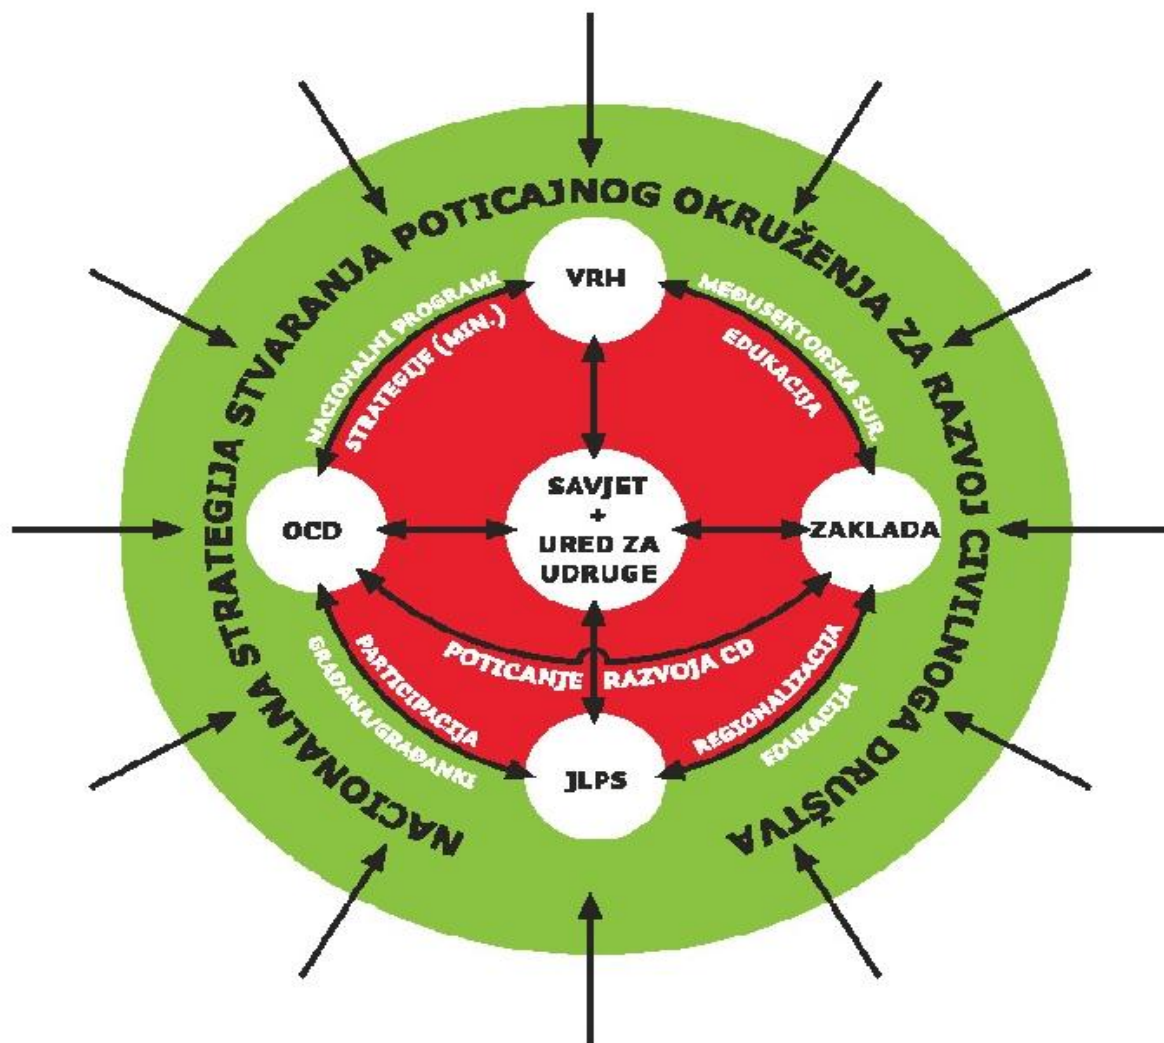 NACIONALNA STRATEGIJA STVARANJA POTICAJNOG OKRUŽENJA ZA RAZVOJ CIVILNOGA DRUŠTVA
VRH
NACIONALNI PROGRAMI
STRATEGIJE (MIN.)
MEĐUSEKTORSKA SUR.
EDUKACIJA
OCD
SAVJET
+
URED ZA
UDRUGE
ZAKLADA
POTICANJE RAZVOJA CD
PARTICIPACIJA
GRAĐANA/GRAĐANKI
REGIONALIZACIJA
EDUKACIJA
JLPS